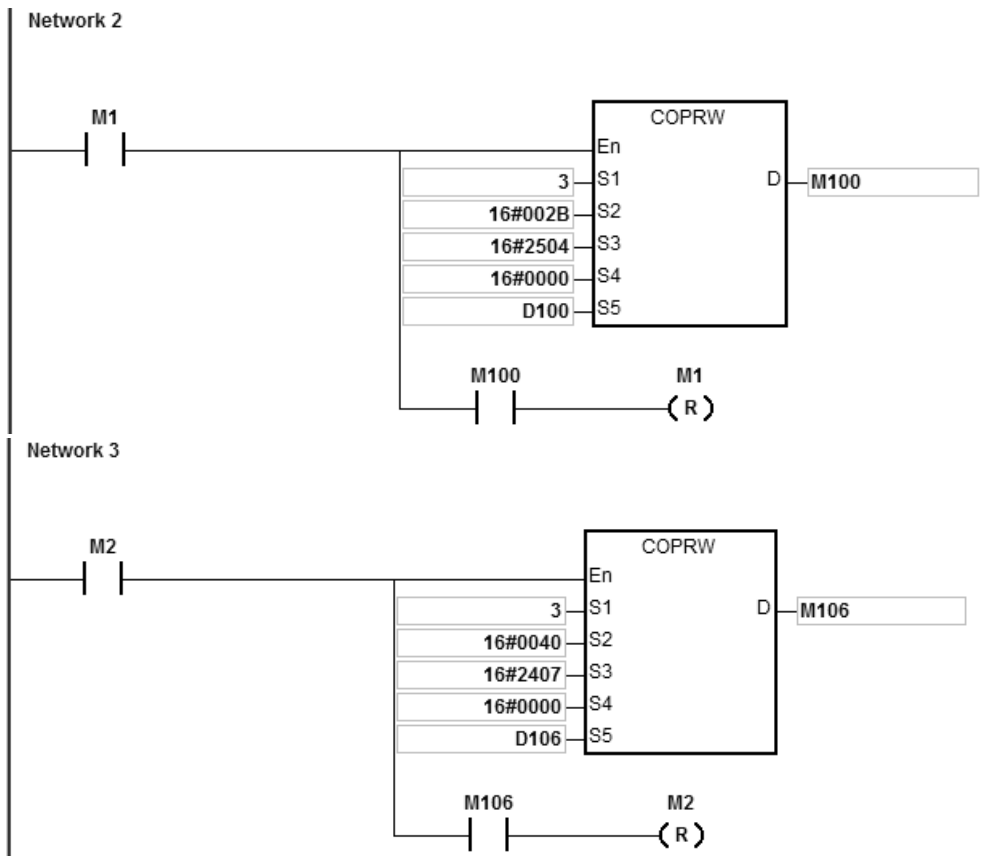 Network 2
M1
COPRW
En
3 S1 D M100
16#002B S2
16#2504 S3
16#0000 S4
D100 S5
M100 M1
R
Network 3
M2
COPRW
En
3 S1 D M106
16#0040 S2
16#2407 S3
16#0000 S4
D106 S5
M106 M2
R